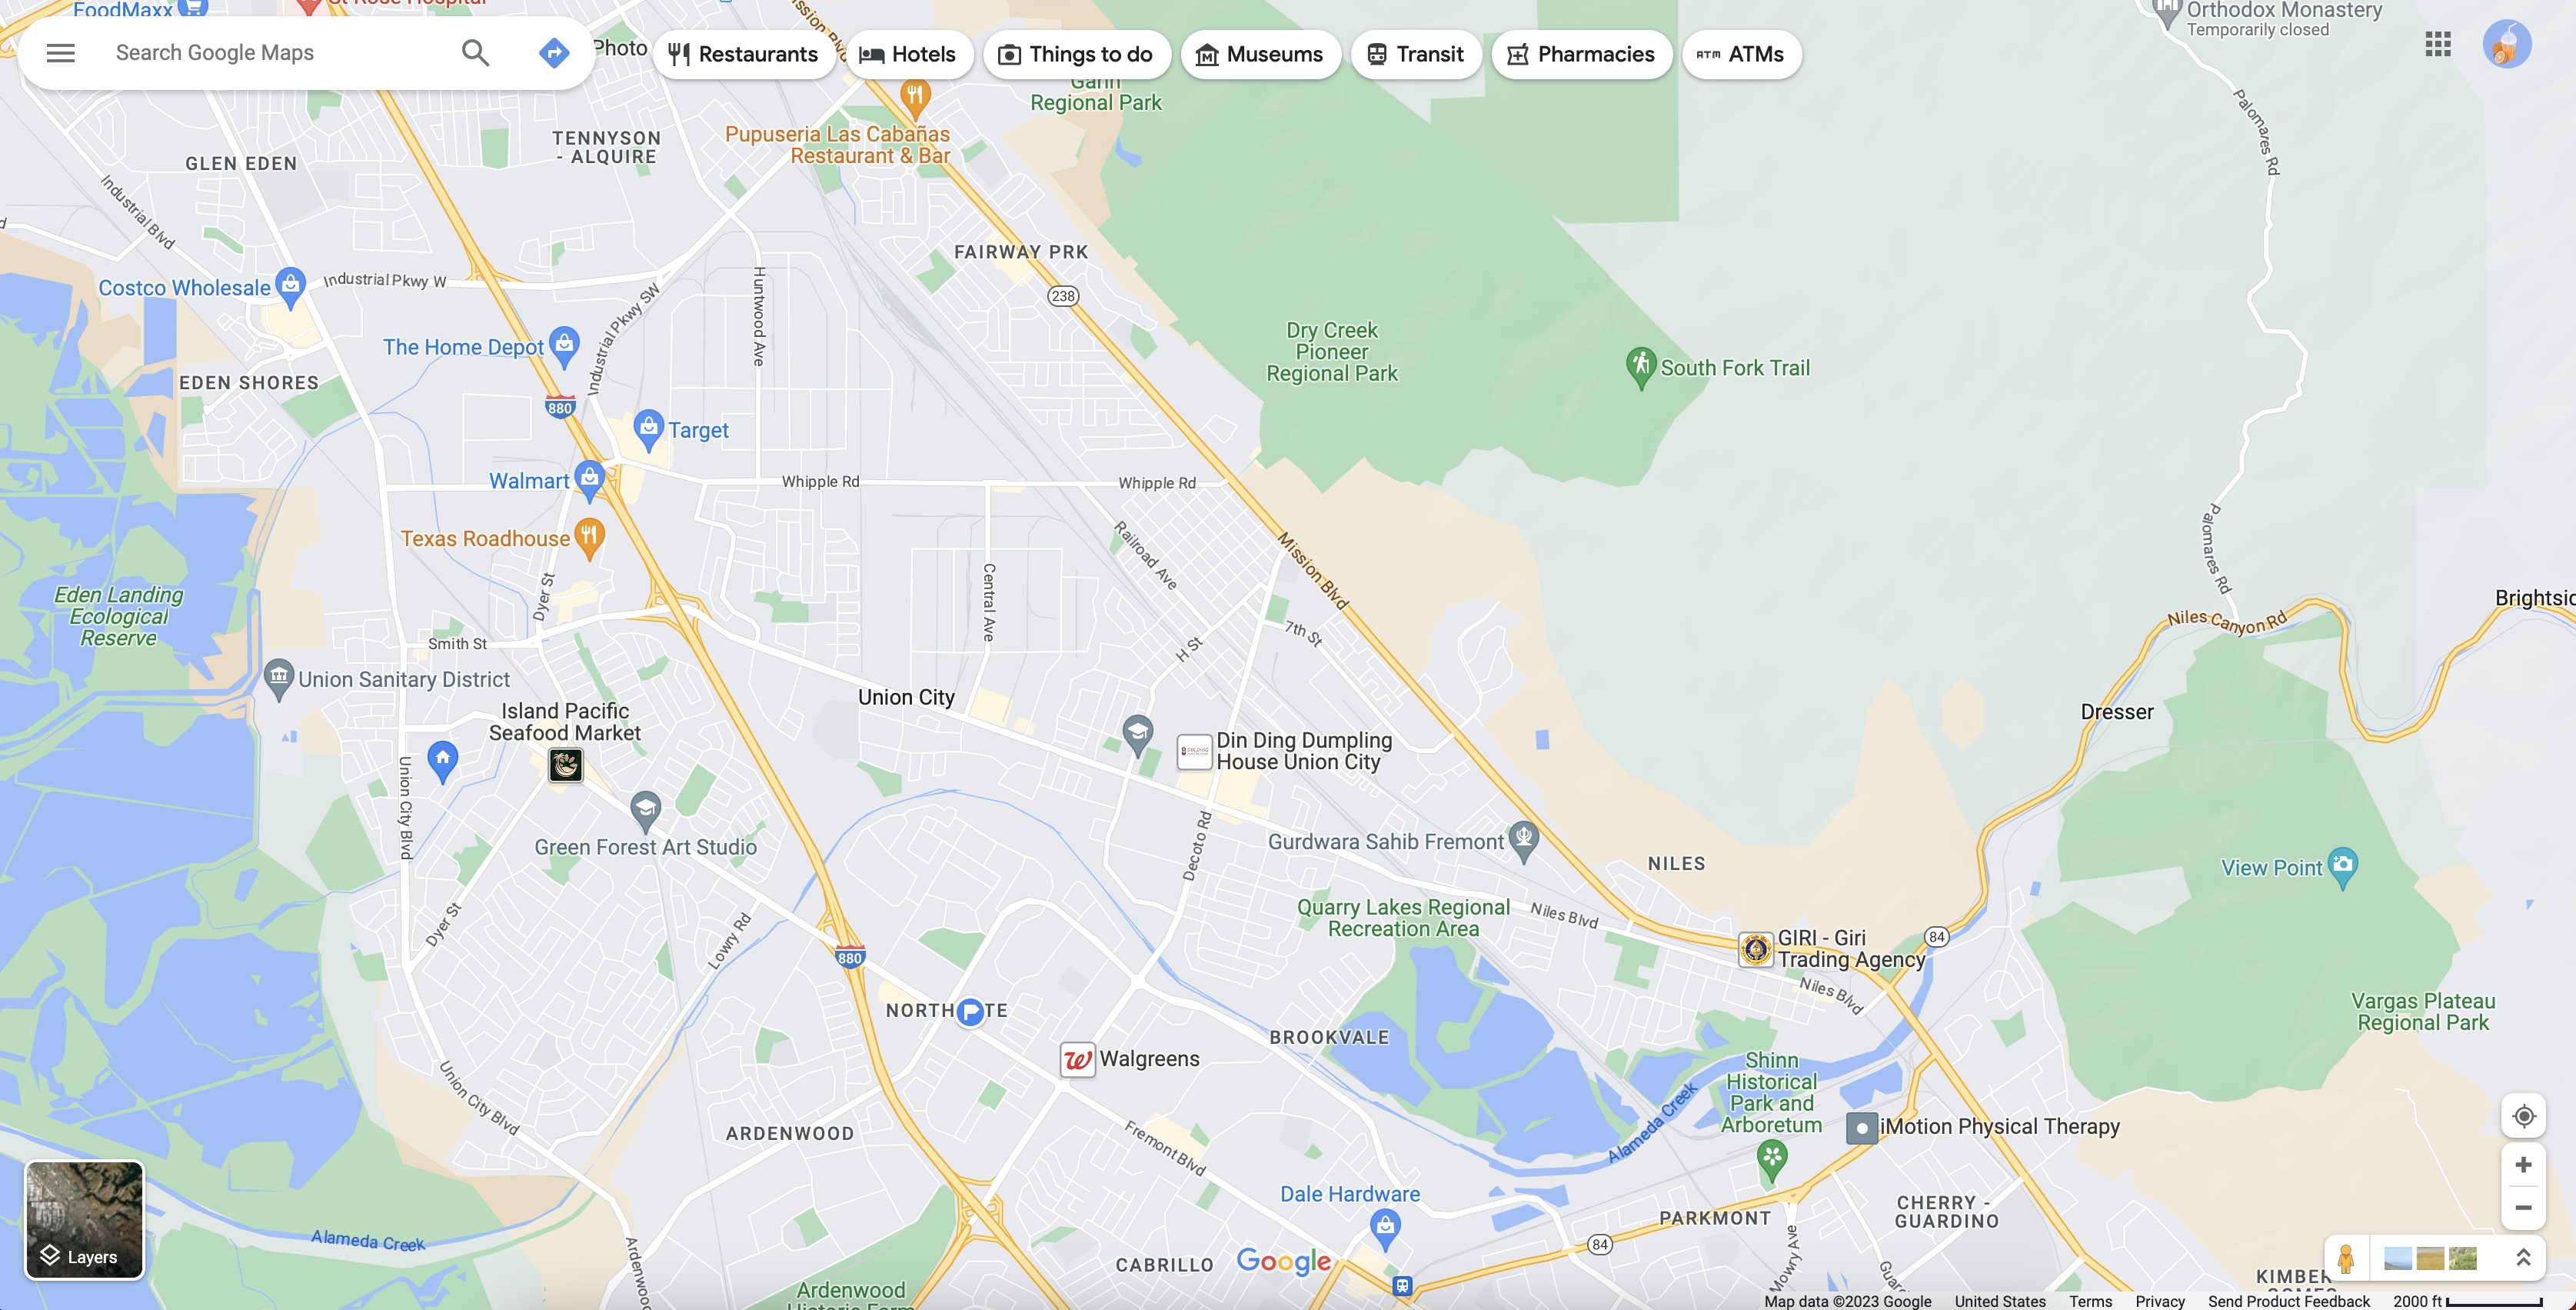 FoodMaxx
St Rose Hospital
Orthodox Monastery
Temporarily closed
Search Google Maps
Photo
Restaurants
Hotels
Things to do
Museums
Transit
Pharmacies
ATM ATMs
Mission Blvd
Garin
Regional Park
Palomares Rd
TENNYSON
- ALQUIRE
Pupuseria Las Cabañas
Restaurant & Bar
GLEN EDEN
Industrial Blvd
FAIRWAY PRK
Costco Wholesale
Industrial Pkwy W
Industrial Pkwy SW
Huntwood Ave
238
The Home Depot
Dry Creek
Pioneer
Regional Park
South Fork Trail
EDEN SHORES
880
Target
Walmart
Whipple Rd
Whipple Rd
Texas Roadhouse
Railroad Ave
Mission Blvd
Palomares Rd
Eden Landing
Ecological
Reserve
Dyer St
Central Ave
Niles Canyon Rd
Smith St
H St
7th St
Union Sanitary District
Union City
Dresser
Island Pacific
Seafood Market
Din Ding Dumpling
House Union City
Union City Blvd
Green Forest Art Studio
Decoto Rd
Gurdwara Sahib Fremont
NILES
View Point
Quarry Lakes Regional
Recreation Area
Niles Blvd
Dyer St
Lowry Rd
880
GIRI - Giri
Trading Agency
84
Niles Blvd
Vargas Plateau
Regional Park
BROOKVALE
Walgreens
Shinn
Historical
Park and
Arboretum
Alameda Creek
iMotion Physical Therapy
Union City Blvd
ARDENWOOD
Fremont Blvd
Dale Hardware
PARKMONT
CHERRY -
GUARDINO
Alameda Creek
Layers
84
Mowry Ave
CABRILLO
Google
Ardenwood
Map data ©2023 Google
United States
Terms
Privacy
Send Product Feedback
2000 ft